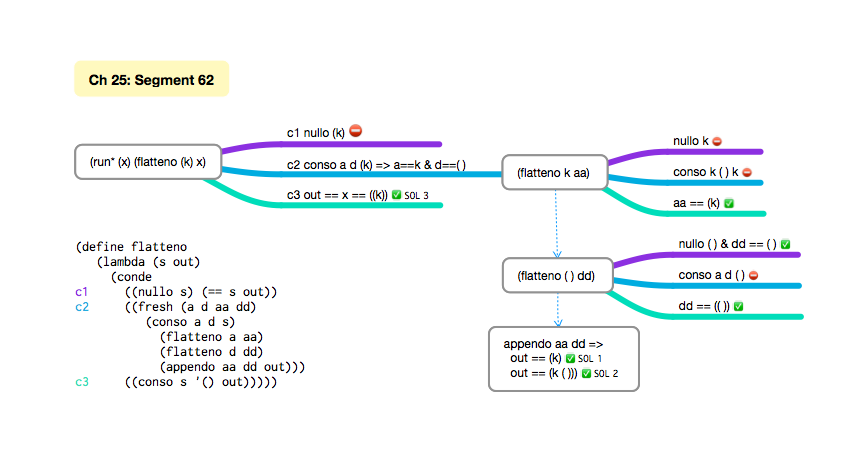 Ch 25: Segment 62
(run* (x) (flatteno (k) x)
c1 nullo (k) ⛔
c2 conso a d (k) => a==k & d==( )
c3 out == x == ((k)) ✅ SOL 3
(flatteno k aa)
nullo k ⛔
conso k ( ) k ⛔
aa == (k) ✅
(flatteno ( ) dd)
nullo ( ) & dd == ( ) ✅
conso a d ( ) ⛔
dd == (( )) ✅
appendo aa dd =>
out == (k) ✅ SOL 1
out == (k ( ))) ✅ SOL 2
(define flatteno
(lambda (s out)
(conde
c1 ((nullo s) (== s out))
c2 ((fresh (a d aa dd)
(conso a d s)
(flatteno a aa)
(flatteno d dd)
(appendo aa dd out)))
c3 ((conso s '() out)))))